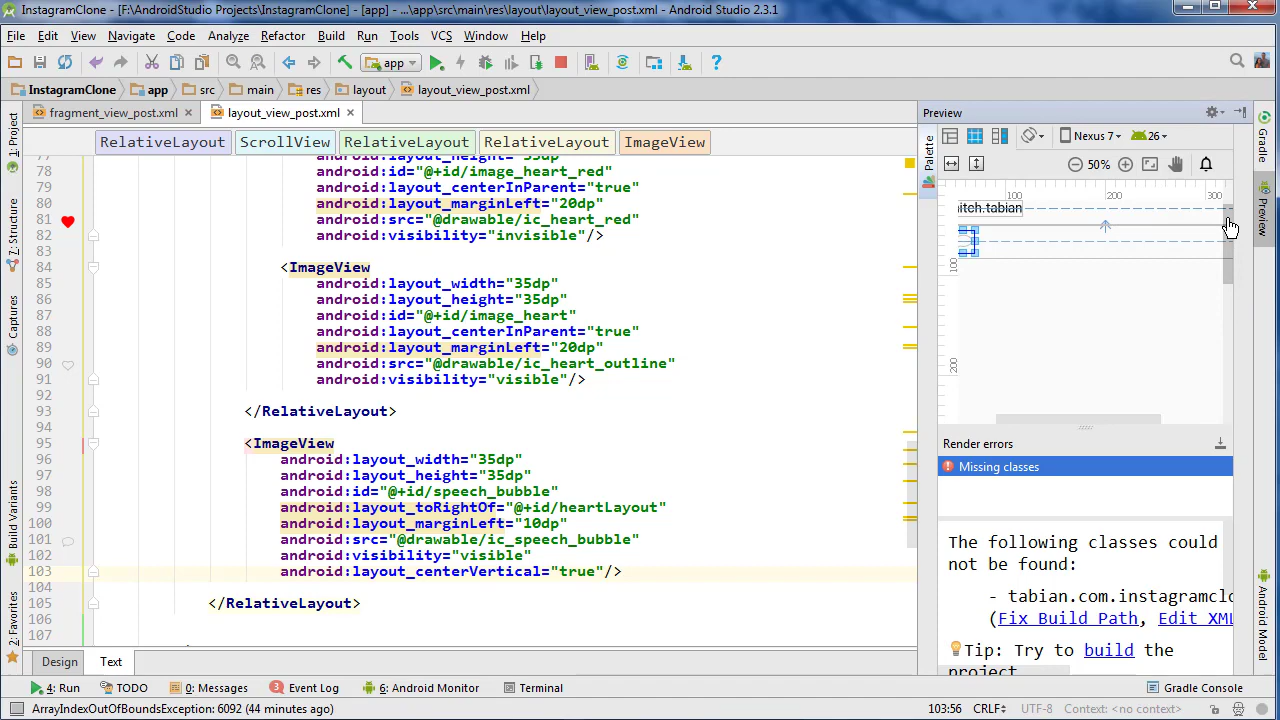 InstagramClone - [F:\AndroidStudio Projects\InstagramClone] - [app] - ...\app\src\main\res\layout\layout_view_post.xml - Android Studio 2.3.1
File Edit View Navigate Code Analyze Refactor Build Run Tools VCS Window Help
app
InstagramClone app src main res layout layout_view_post.xml
fragment_view_post.xml layout_view_post.xml Preview
RelativeLayout ScrollView RelativeLayout RelativeLayout ImageView
Nexus 7 26
50%
78 android:id="@+id/image_heart_red"
79 android:layout_centerInParent="true"
80 android:layout_marginLeft="20dp"
81 android:src="@drawable/ic_heart_red"
82 android:visibility="invisible"/>
83
84 <ImageView
85 android:layout_width="35dp"
86 android:layout_height="35dp"
87 android:id="@+id/image_heart"
88 android:layout_centerInParent="true"
89 android:layout_marginLeft="20dp"
90 android:src="@drawable/ic_heart_outline"
91 android:visibility="visible"/>
92
93 </RelativeLayout>
94
95 <ImageView
96 android:layout_width="35dp"
97 android:layout_height="35dp"
98 android:id="@+id/speech_bubble"
99 android:layout_toRightOf="@+id/heartLayout"
100 android:layout_marginLeft="10dp"
101 android:src="@drawable/ic_speech_bubble"
102 android:visibility="visible"
103 android:layout_centerVertical="true"/>
104
105 </RelativeLayout>
106
107
1: Project
7: Structure
Captures
Build Variants
2: Favorites
Palette
100 200 300
itch.tabian
100
200
Render errors
Missing classes
The following classes could
not be found:
- tabian.com.instagramclo
(Fix Build Path, Edit XML
Tip: Try to build the
project
Gradle
Preview
Android Model
Design Text
4: Run TODO 0: Messages 3 Event Log 6: Android Monitor Terminal Gradle Console
ArrayIndexOutOfBoundsException: 6092 (44 minutes ago) 103:56 CRLF UTF-8 Context: <no context>